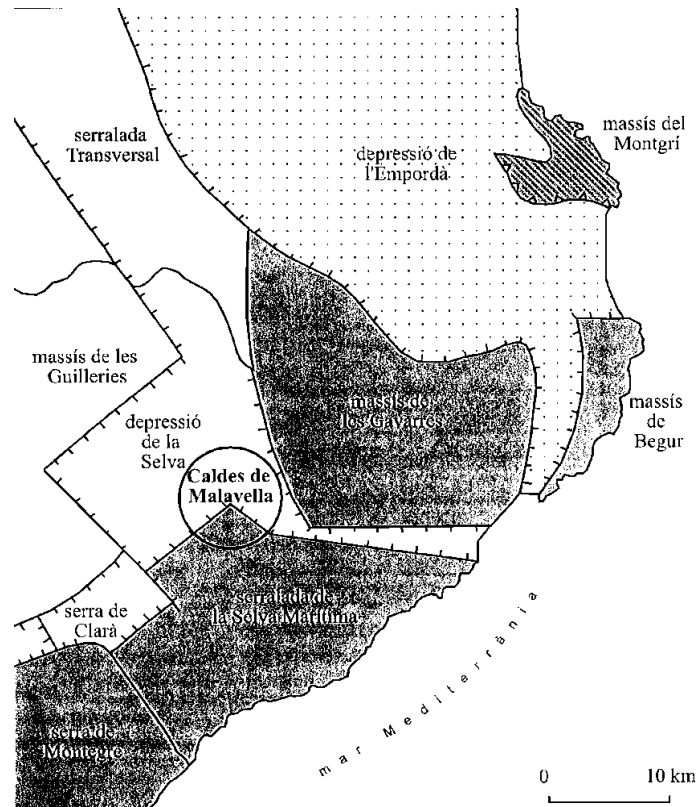 serralada
Transversal
depressió de
l'Empordà
massís del
Montgrí
massís de les
Guilleries
depressió
de la
Selva
massís de
les Gavarres
massís
de
Begur
Caldes de
Malavella
serra de
Clarà
serralada de
la Selva Marítima
serra de
Montegre
mar Mediterrània
0 10 km